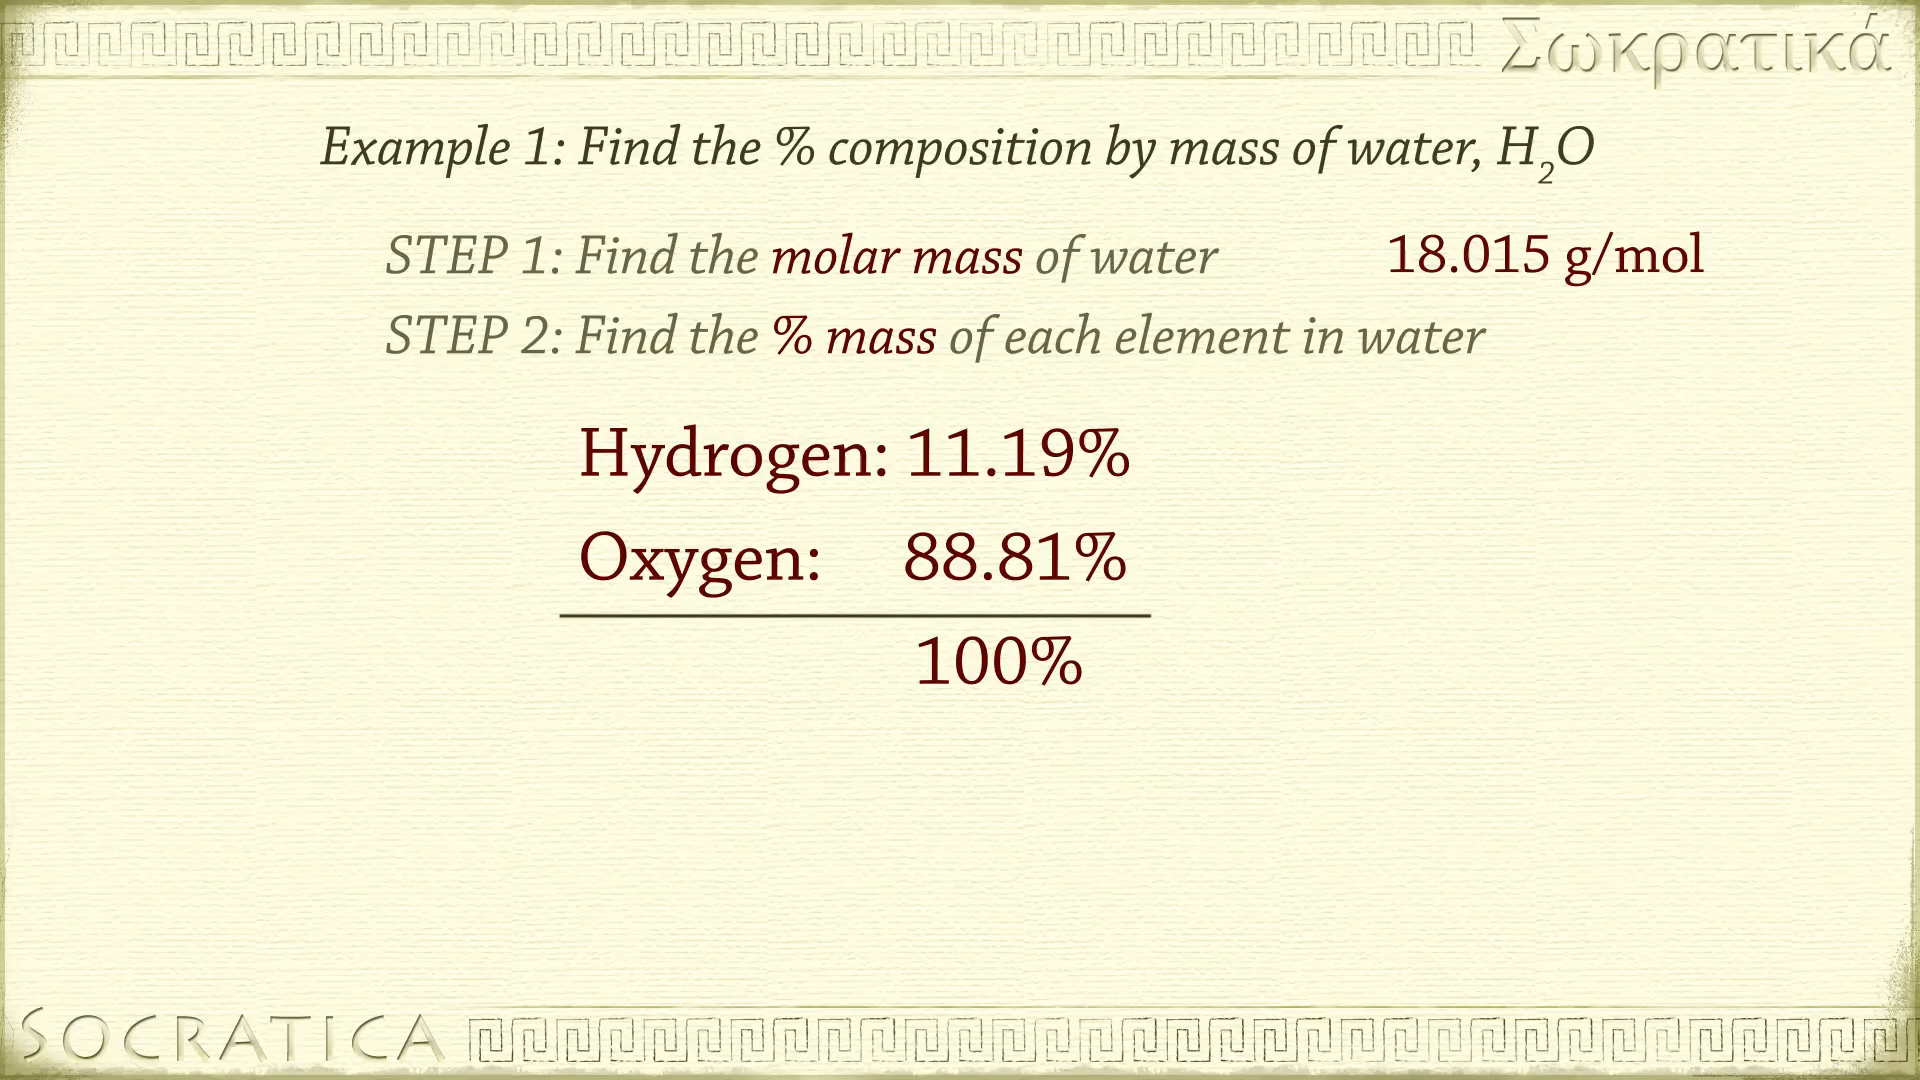 Σωκρατικά
Example 1: Find the % composition by mass of water, H₂O
STEP 1: Find the molar mass of water 18.015 g/mol
STEP 2: Find the % mass of each element in water
Hydrogen: 11.19%
Oxygen: 88.81%
100%
SOCRATICA